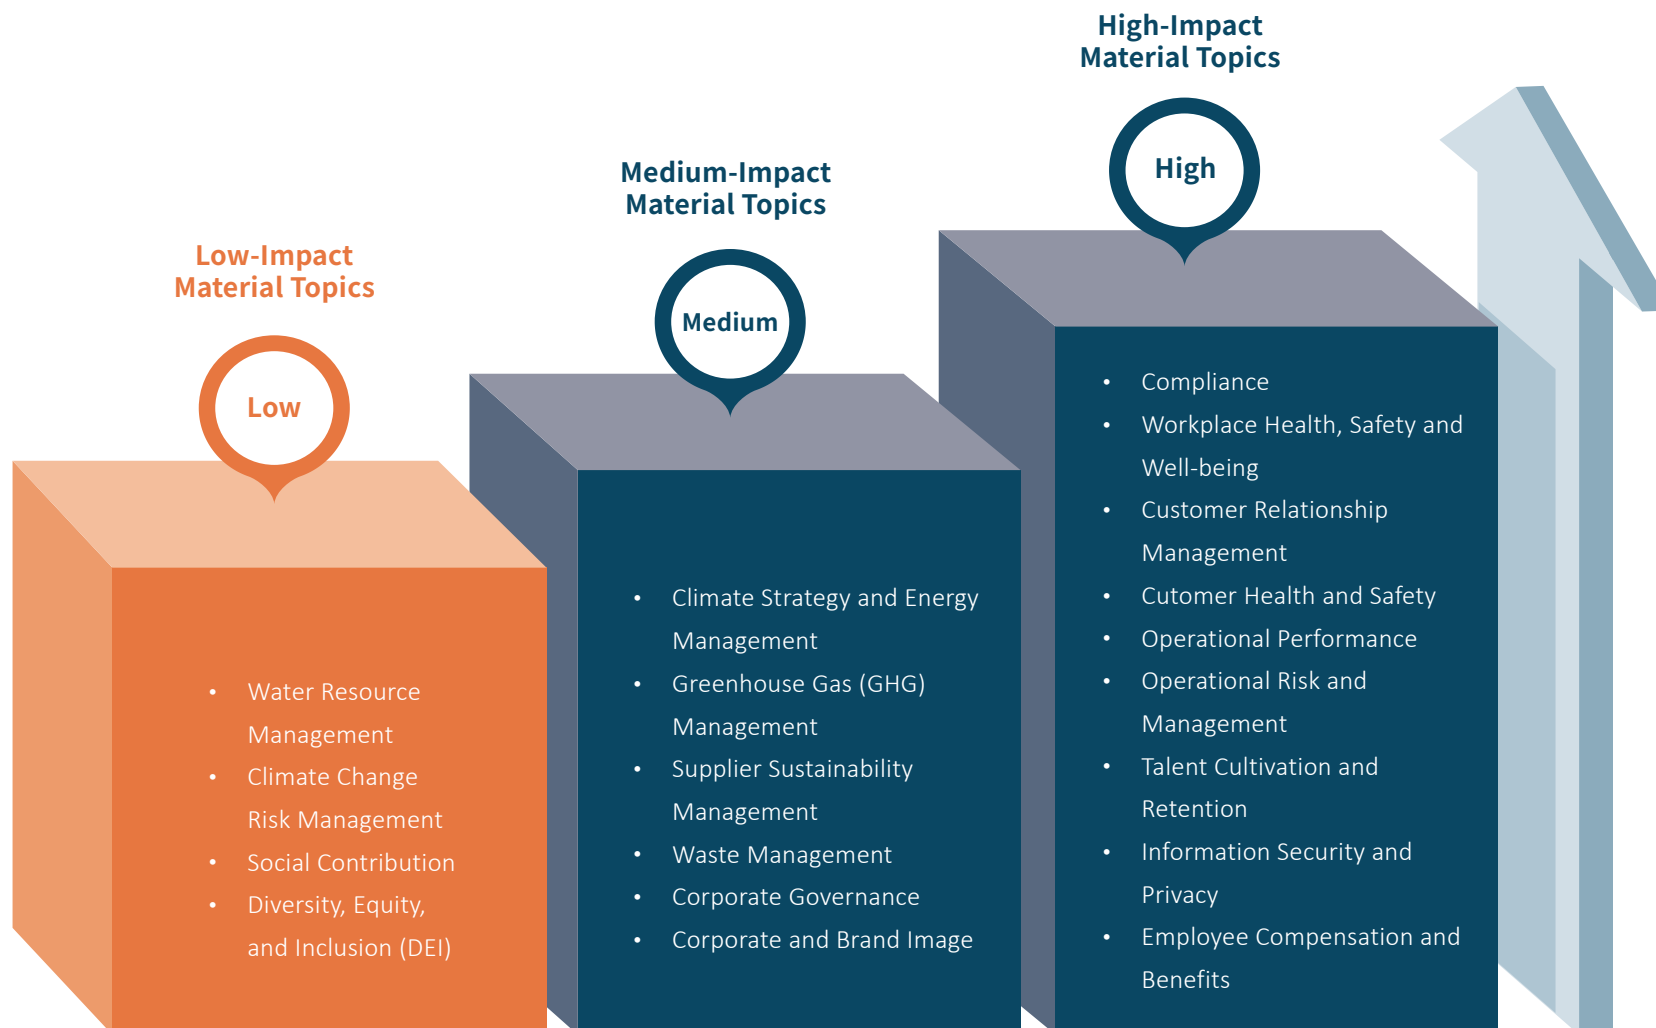 Low-Impact
Material Topics
Low
• Water Resource
Management
• Climate Change
Risk Management
• Social Contribution
• Diversity, Equity,
and Inclusion (DEI)
Medium-Impact
Material Topics
Medium
• Climate Strategy and Energy
Management
• Greenhouse Gas (GHG)
Management
• Supplier Sustainability
Management
• Waste Management
• Corporate Governance
• Corporate and Brand Image
High-Impact
Material Topics
High
• Compliance
• Workplace Health, Safety and
Well-being
• Customer Relationship
Management
• Cutomer Health and Safety
• Operational Performance
• Operational Risk and
Management
• Talent Cultivation and
Retention
• Information Security and
Privacy
• Employee Compensation and
Benefits